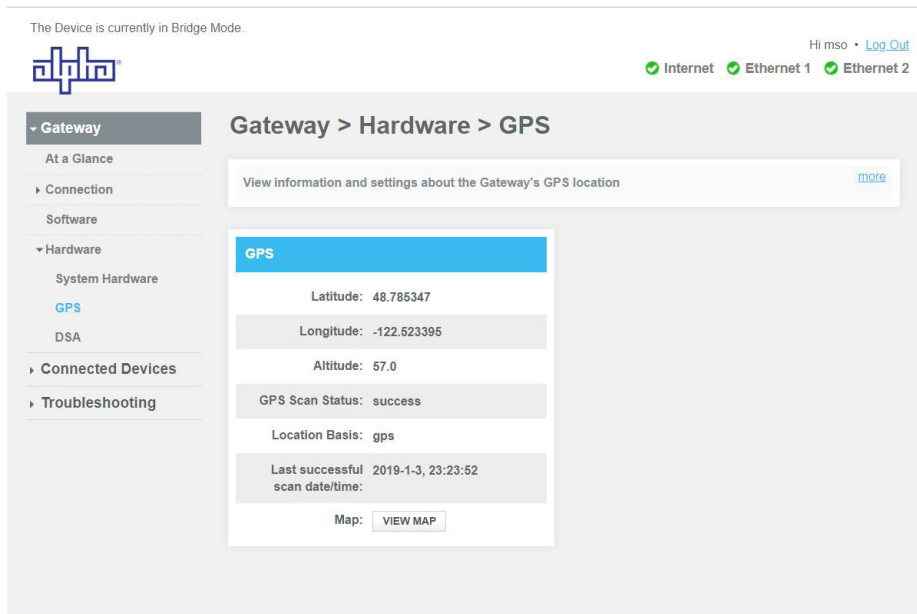 The Device is currently in Bridge Mode.
Hi mso • Log Out
alpha®
Internet Ethernet 1 Ethernet 2
Gateway
At a Glance
Connection
Software
Hardware
System Hardware
GPS
DSA
Connected Devices
Troubleshooting
Gateway > Hardware > GPS
View information and settings about the Gateway's GPS location more
GPS
Latitude: 48.785347
Longitude: -122.523395
Altitude: 57.0
GPS Scan Status: success
Location Basis: gps
Last successful 2019-1-3, 23:23:52
scan date/time:
Map: VIEW MAP